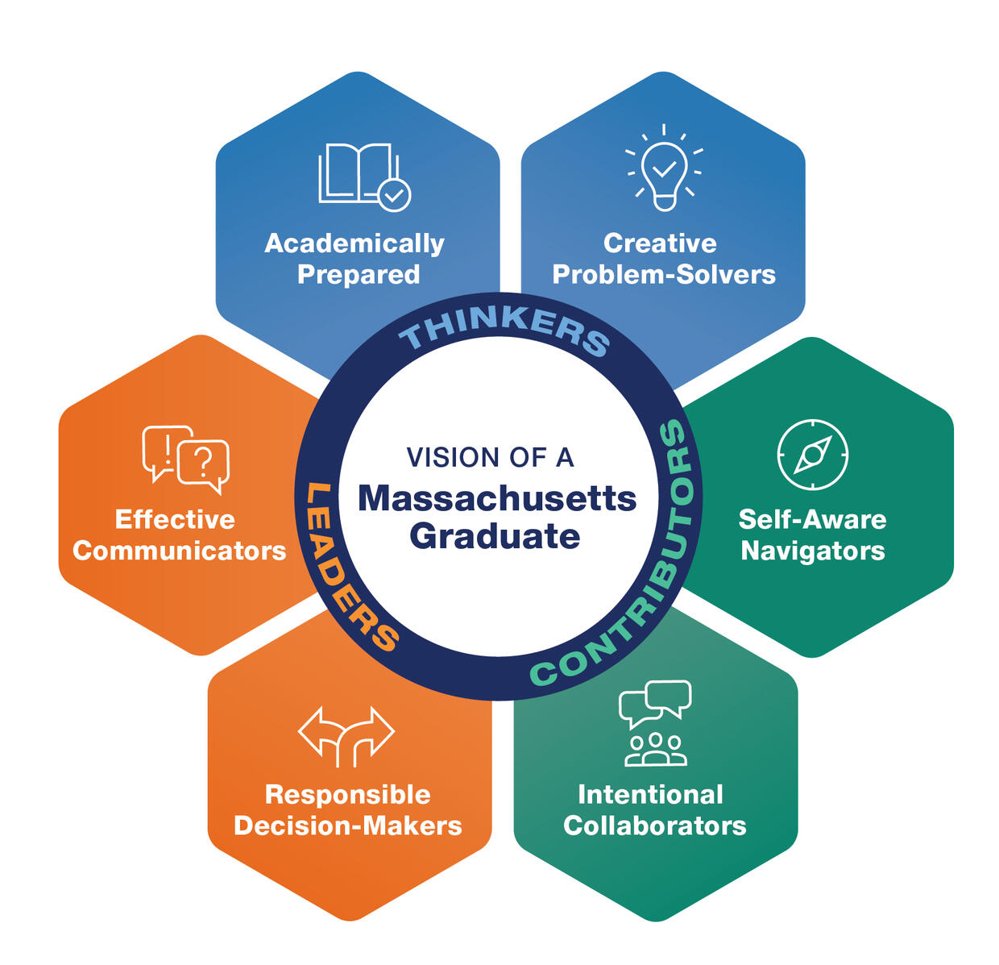 Academically
Prepared
Creative
Problem-Solvers
THINKERS
Effective
Communicators
VISION OF A
Massachusetts
Graduate
Self-Aware
Navigators
LEADERS
CONTRIBUTORS
Responsible
Decision-Makers
Intentional
Collaborators